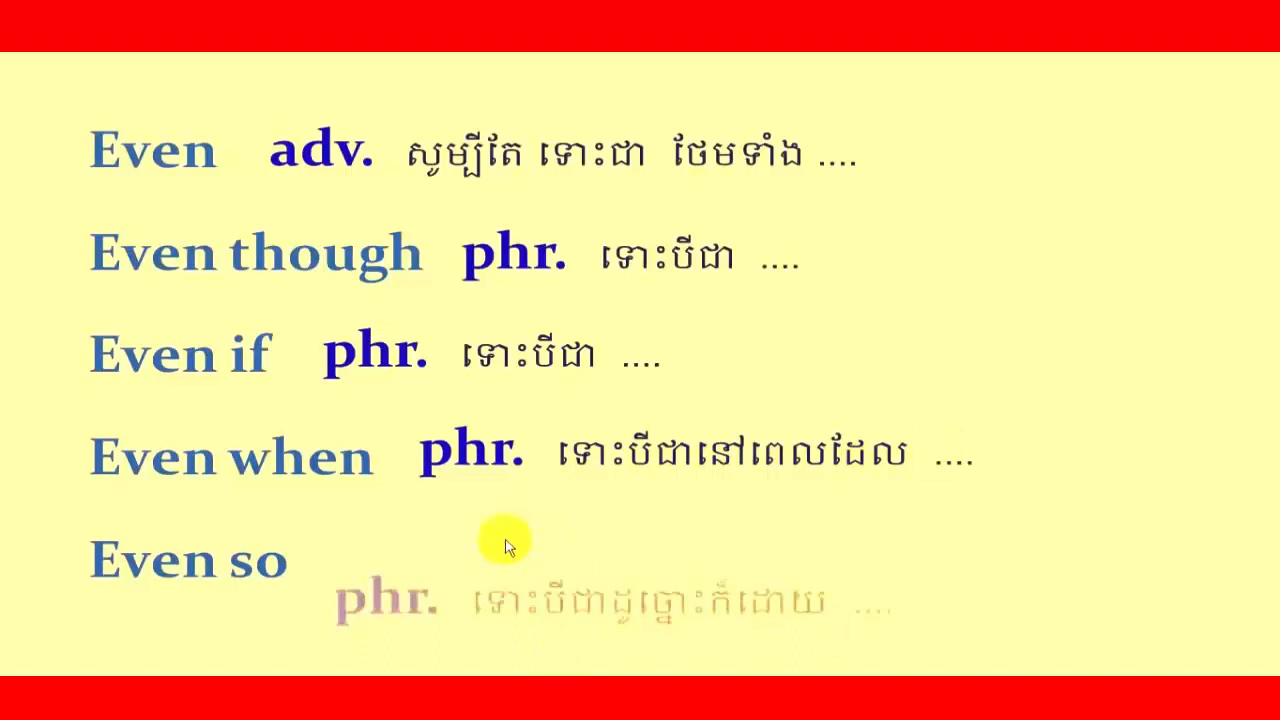 Even adv. សូម្បីតែ ទោះជា ថែមទាំង ....
Even though phr. ទោះបីជា ....
Even if phr. ទោះបីជា ....
Even when phr. ទោះបីជានៅពេលដែល ....
Even so phr. ទោះបីជាដូច្នោះក៏ដោយ ....